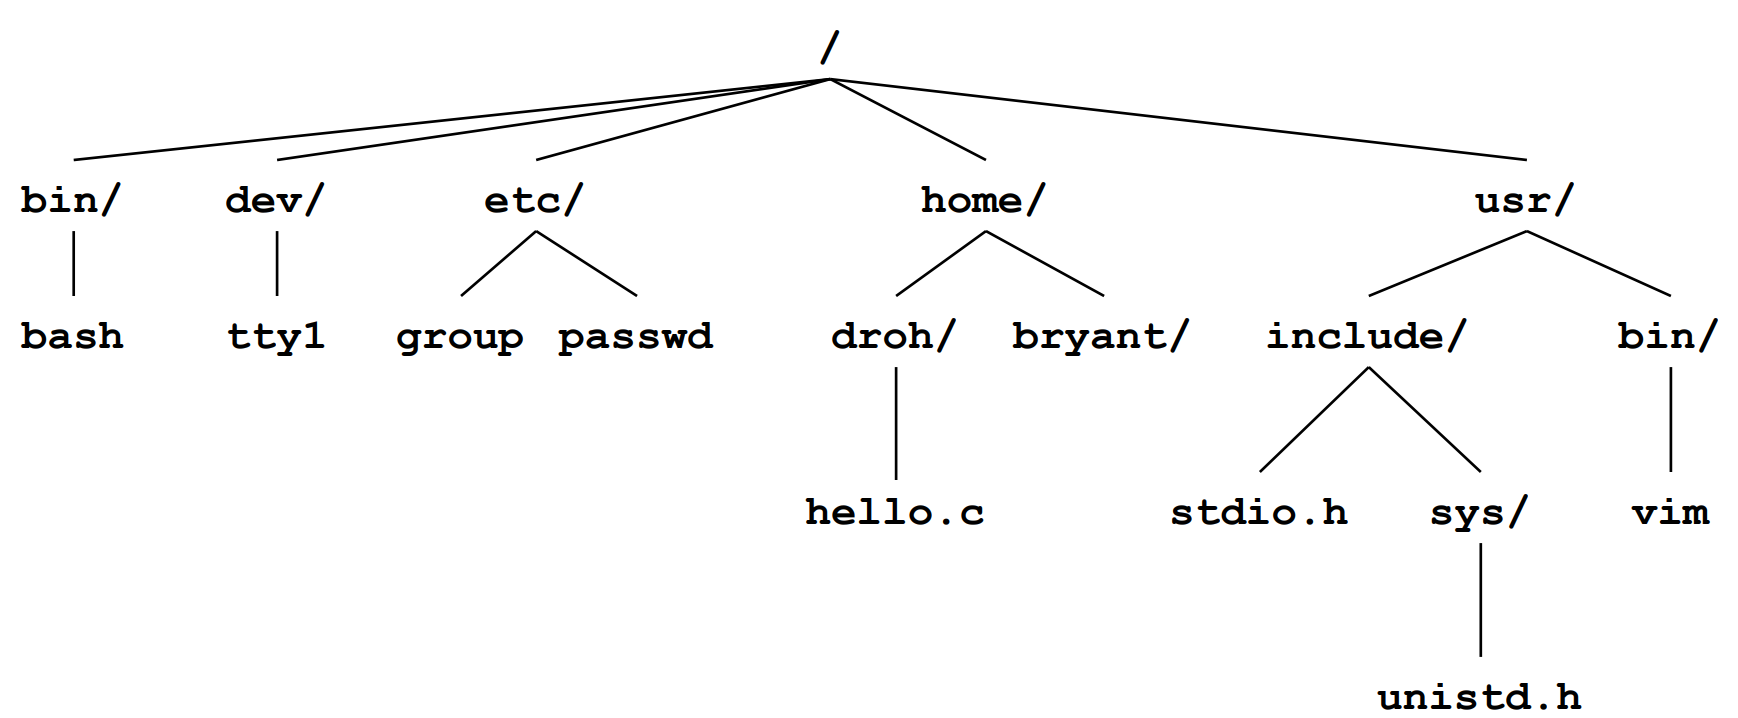 /
bin/ dev/ etc/ home/ usr/
bash tty1 group passwd droh/ bryant/ include/ bin/
hello.c stdio.h sys/ vim
unistd.h